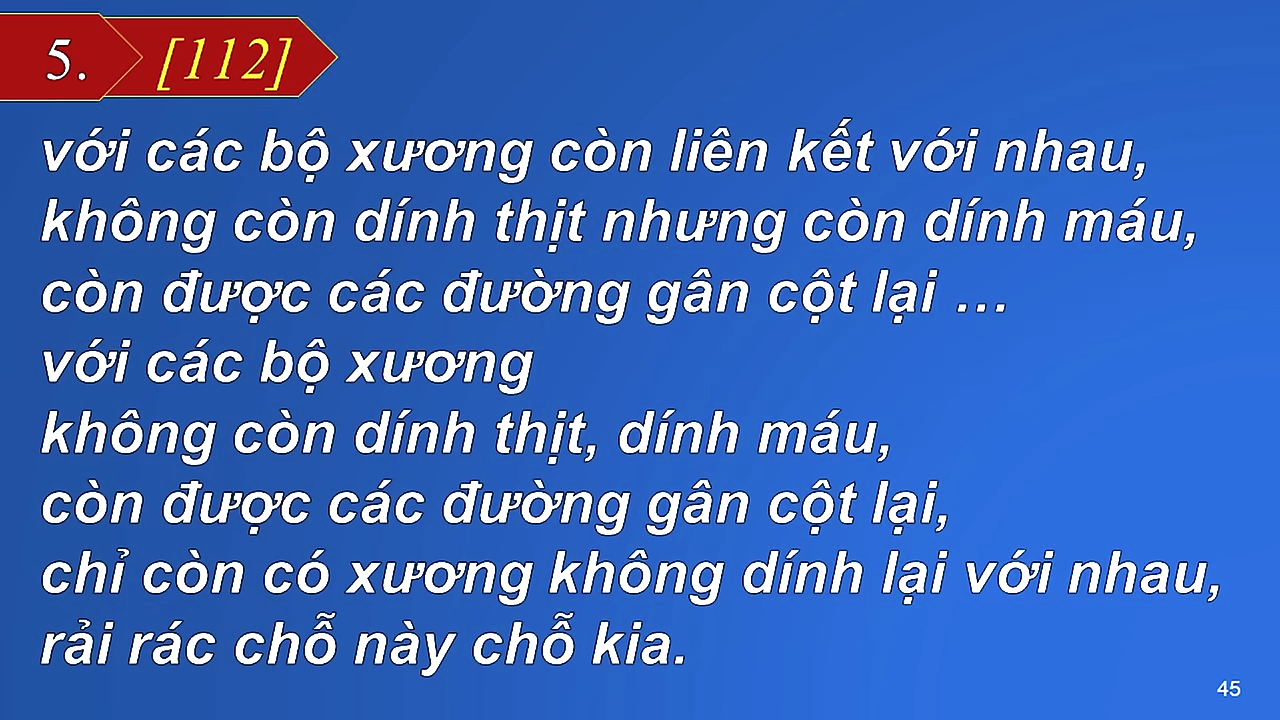 5. [112]
với các bộ xương còn liên kết với nhau,
không còn dính thịt nhưng còn dính máu,
còn được các đường gân cột lại …
với các bộ xương
không còn dính thịt, dính máu,
còn được các đường gân cột lại,
chỉ còn có xương không dính lại với nhau,
rải rác chỗ này chỗ kia.
45